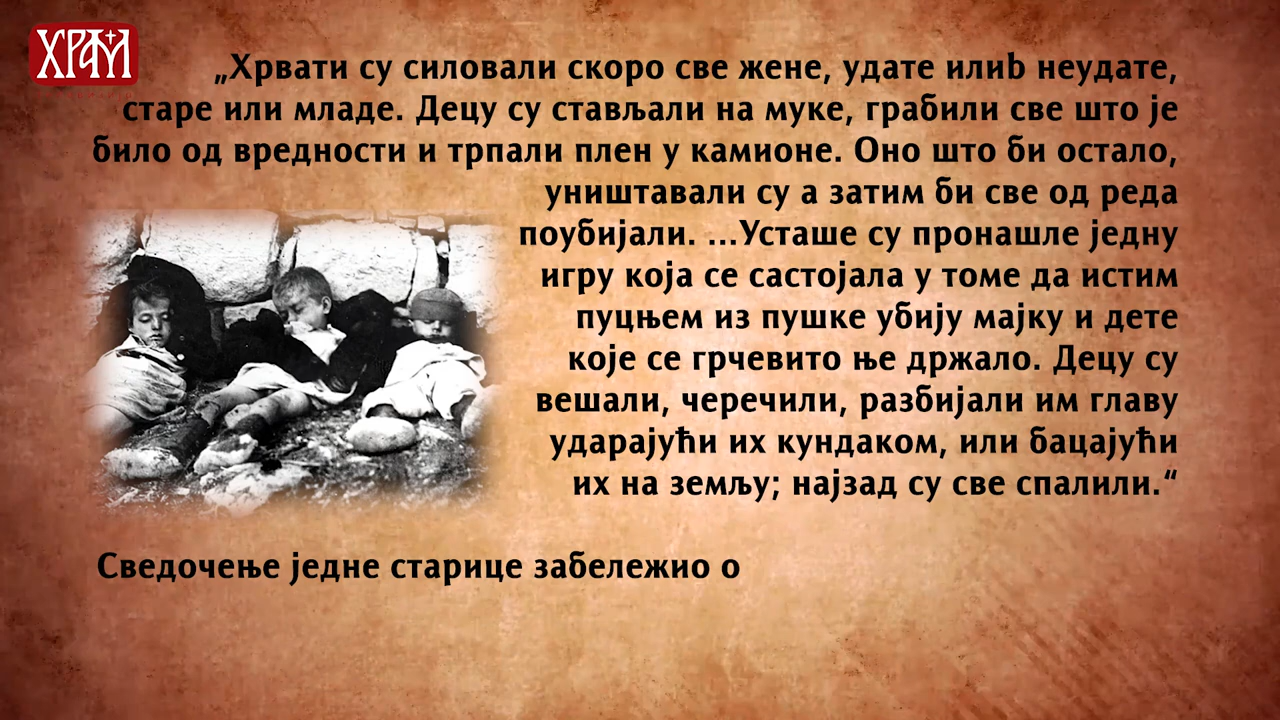 ХРАМ
„Хрвати су силовали скоро све жене, удате илиb неудате,
старе или младе. Децу су стављали на муке, грабили све што је
било од вредности и трпали плен у камионе. Оно што би остало,
уништавали су а затим би све од реда
поубијали. ...Усташе су пронашле једну
игру која се састојала у томе да истим
пуцњем из пушке убију мајку и дете
које се грчевито ње држало. Децу су
вешали, черечили, разбијали им главу
ударајући их кундаком, или бацајући
их на земљу; најзад су све спалили.“
Сведочење једне старице забележио о